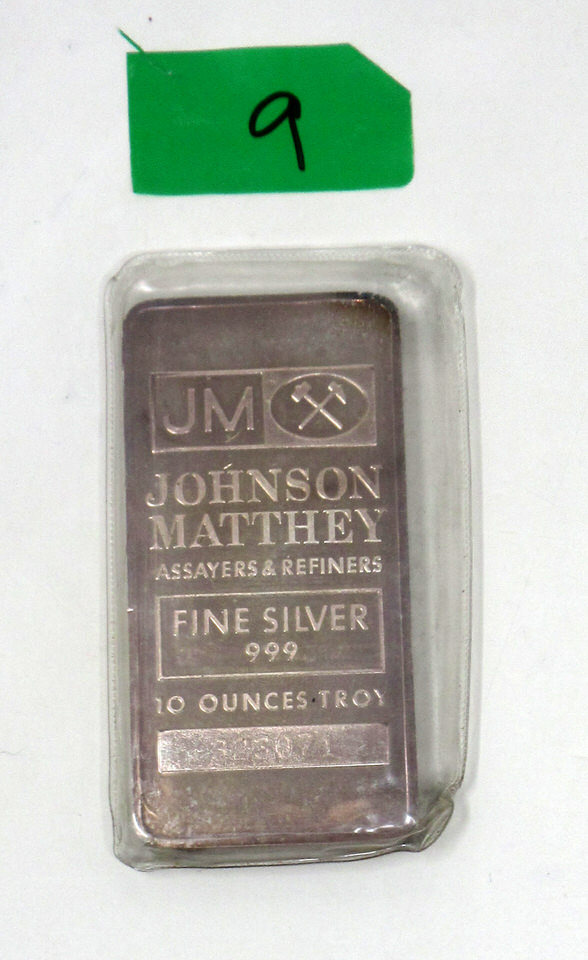 9
JM
JOHNSON
MATTHEY
ASSAYERS & REFINERS
FINE SILVER
999
10 OUNCES TROY